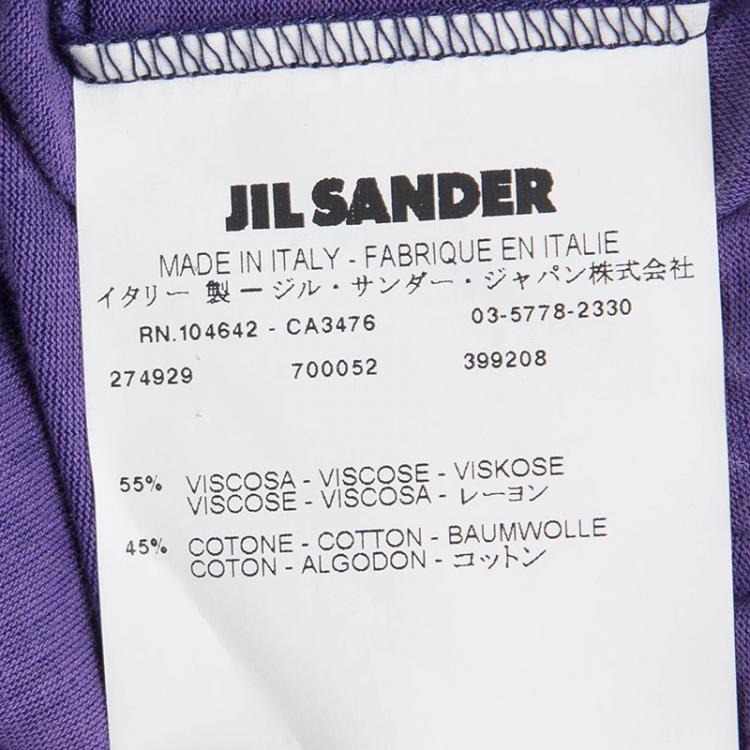 JIL SANDER
MADE IN ITALY - FABRIQUE EN ITALIE
イタリー 製 ー ジル・サンダー・ジャパン株式会社
RN.104642 - CA3476 03-5778-2330
274929 700052 399208
55% VISCOSA - VISCOSE - VISKOSE
VISCOSE - VISCOSA - レーヨン
45% COTONE - COTTON - BAUMWOLLE
COTON - ALGODON - コットン